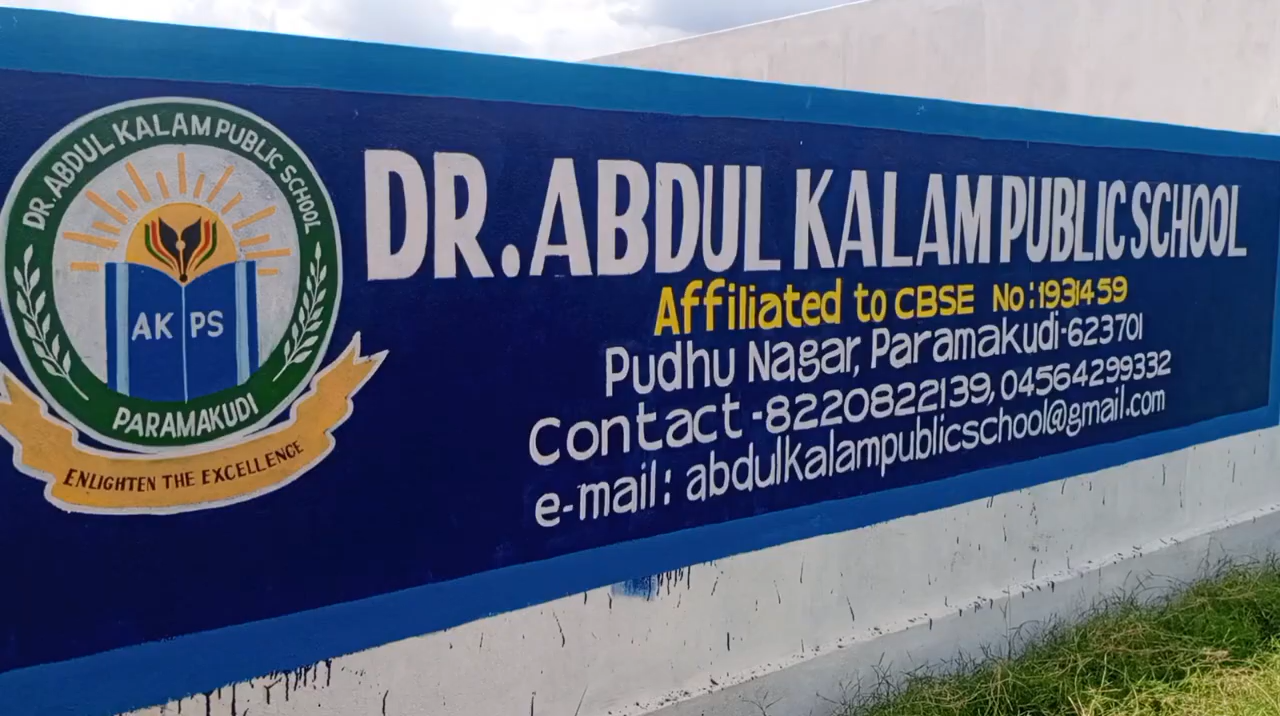 DR. ABDUL KALAM PUBLIC SCHOOL
AK PS
PARAMAKUDI
ENLIGHTEN THE EXCELLENCE
DR. ABDUL KALAM PUBLIC SCHOOL
Affiliated to CBSE No: 1931459
Pudhu Nagar, Paramakudi-623701
Contact -8220822139, 04564299332
e-mail: abdulkalampublicschool@gmail.com